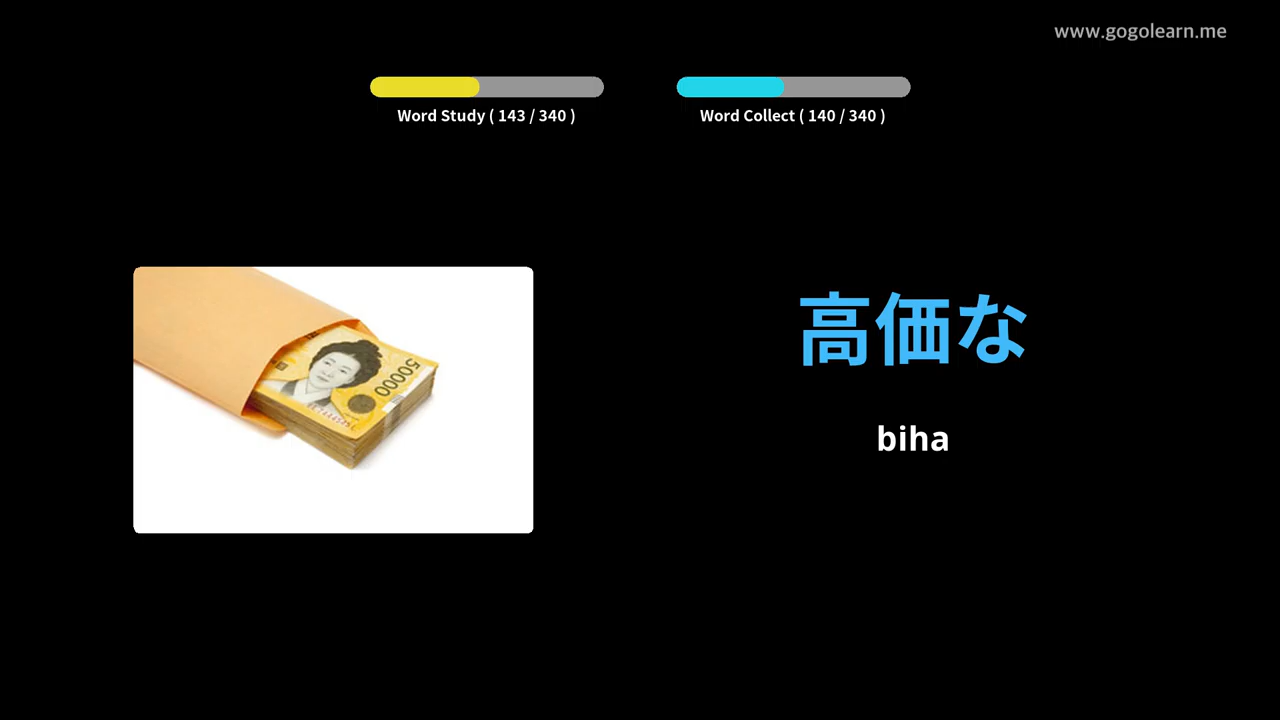 www.gogolearn.me
Word Study ( 143 / 340 )
Word Collect ( 140 / 340 )
50000
高価な
biha